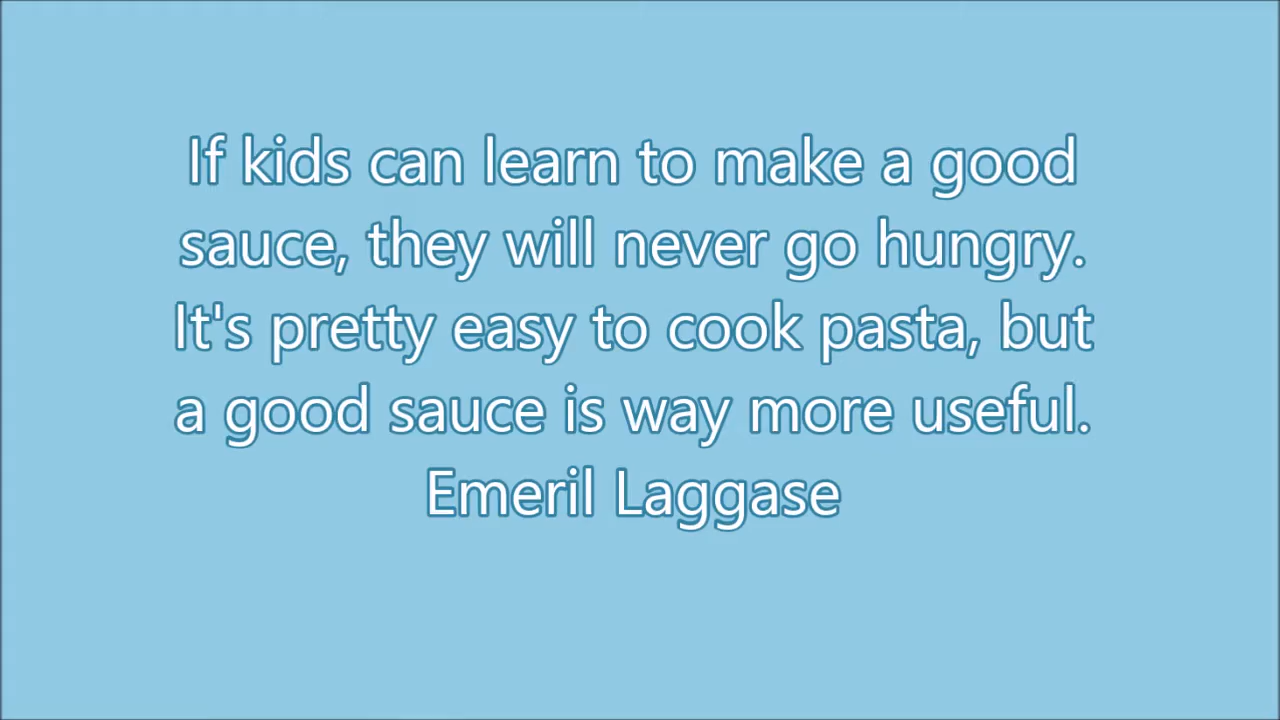 If kids can learn to make a good
sauce, they will never go hungry.
It's pretty easy to cook pasta, but
a good sauce is way more useful.
Emeril Laggase